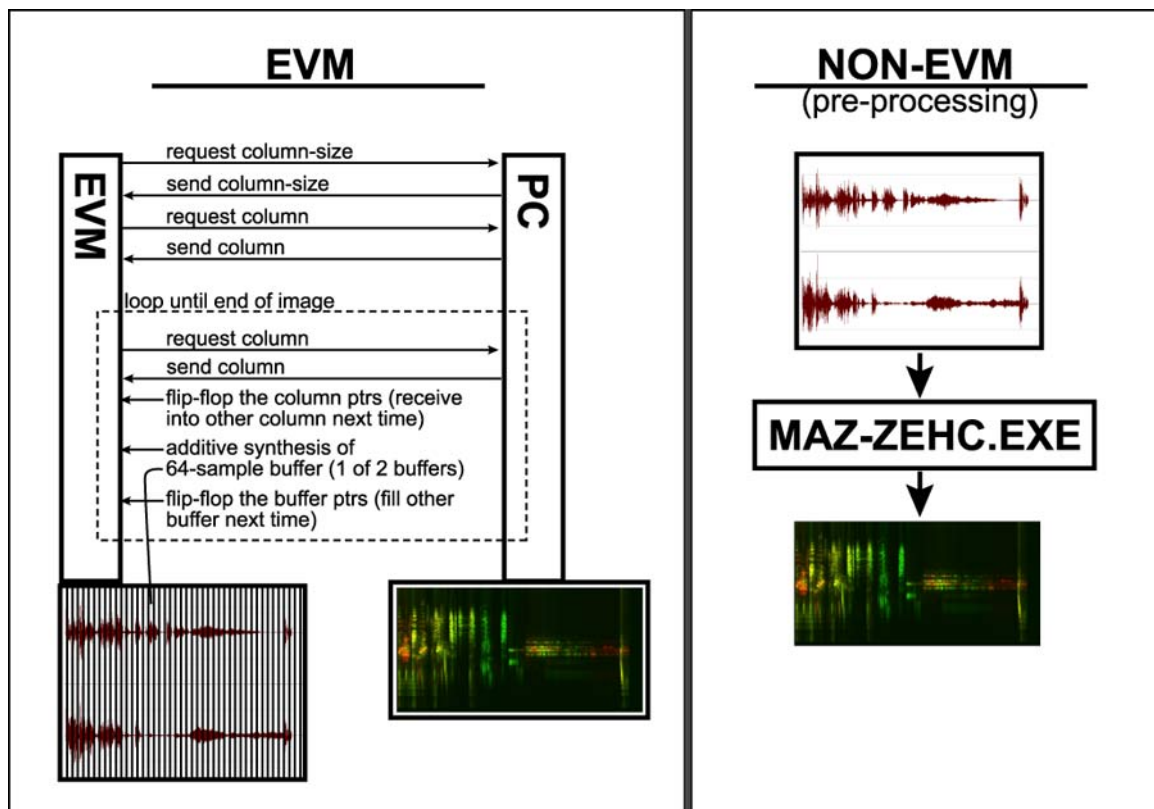 EVM
EVM
PC
request column-size
send column-size
request column
send column
loop until end of image
request column
send column
flip-flop the column ptrs (receive
into other column next time)
additive synthesis of
64-sample buffer (1 of 2 buffers)
flip-flop the buffer ptrs (fill other
buffer next time)
NON-EVM
(pre-processing)
MAZ-ZEHC.EXE